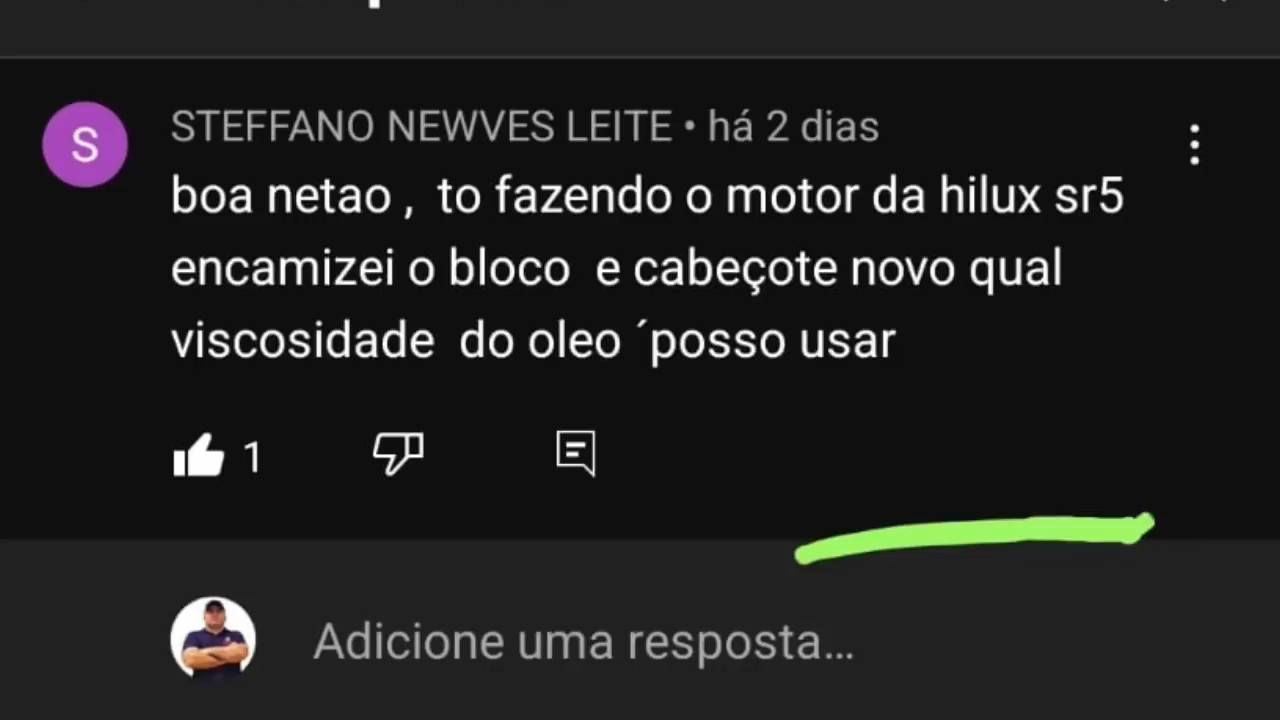 S
STEFFANO NEWVES LEITE • há 2 dias
boa netao , to fazendo o motor da hilux sr5
encamizei o bloco e cabeçote novo qual
viscosidade do oleo ´posso usar
1
Adicione uma resposta...